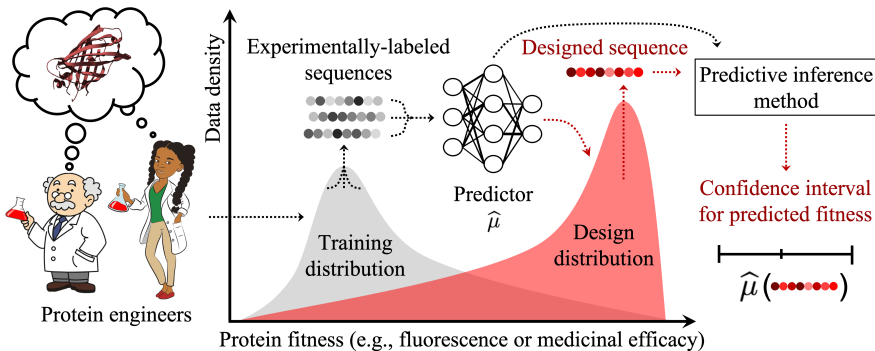 Protein engineers
Data density
Experimentally-labeled
sequences
Training
distribution
Predictor
μ̂
Designed sequence
Design
distribution
Protein fitness (e.g., fluorescence or medicinal efficacy)
Predictive inference
method
Confidence interval
for predicted fitness
μ̂( )